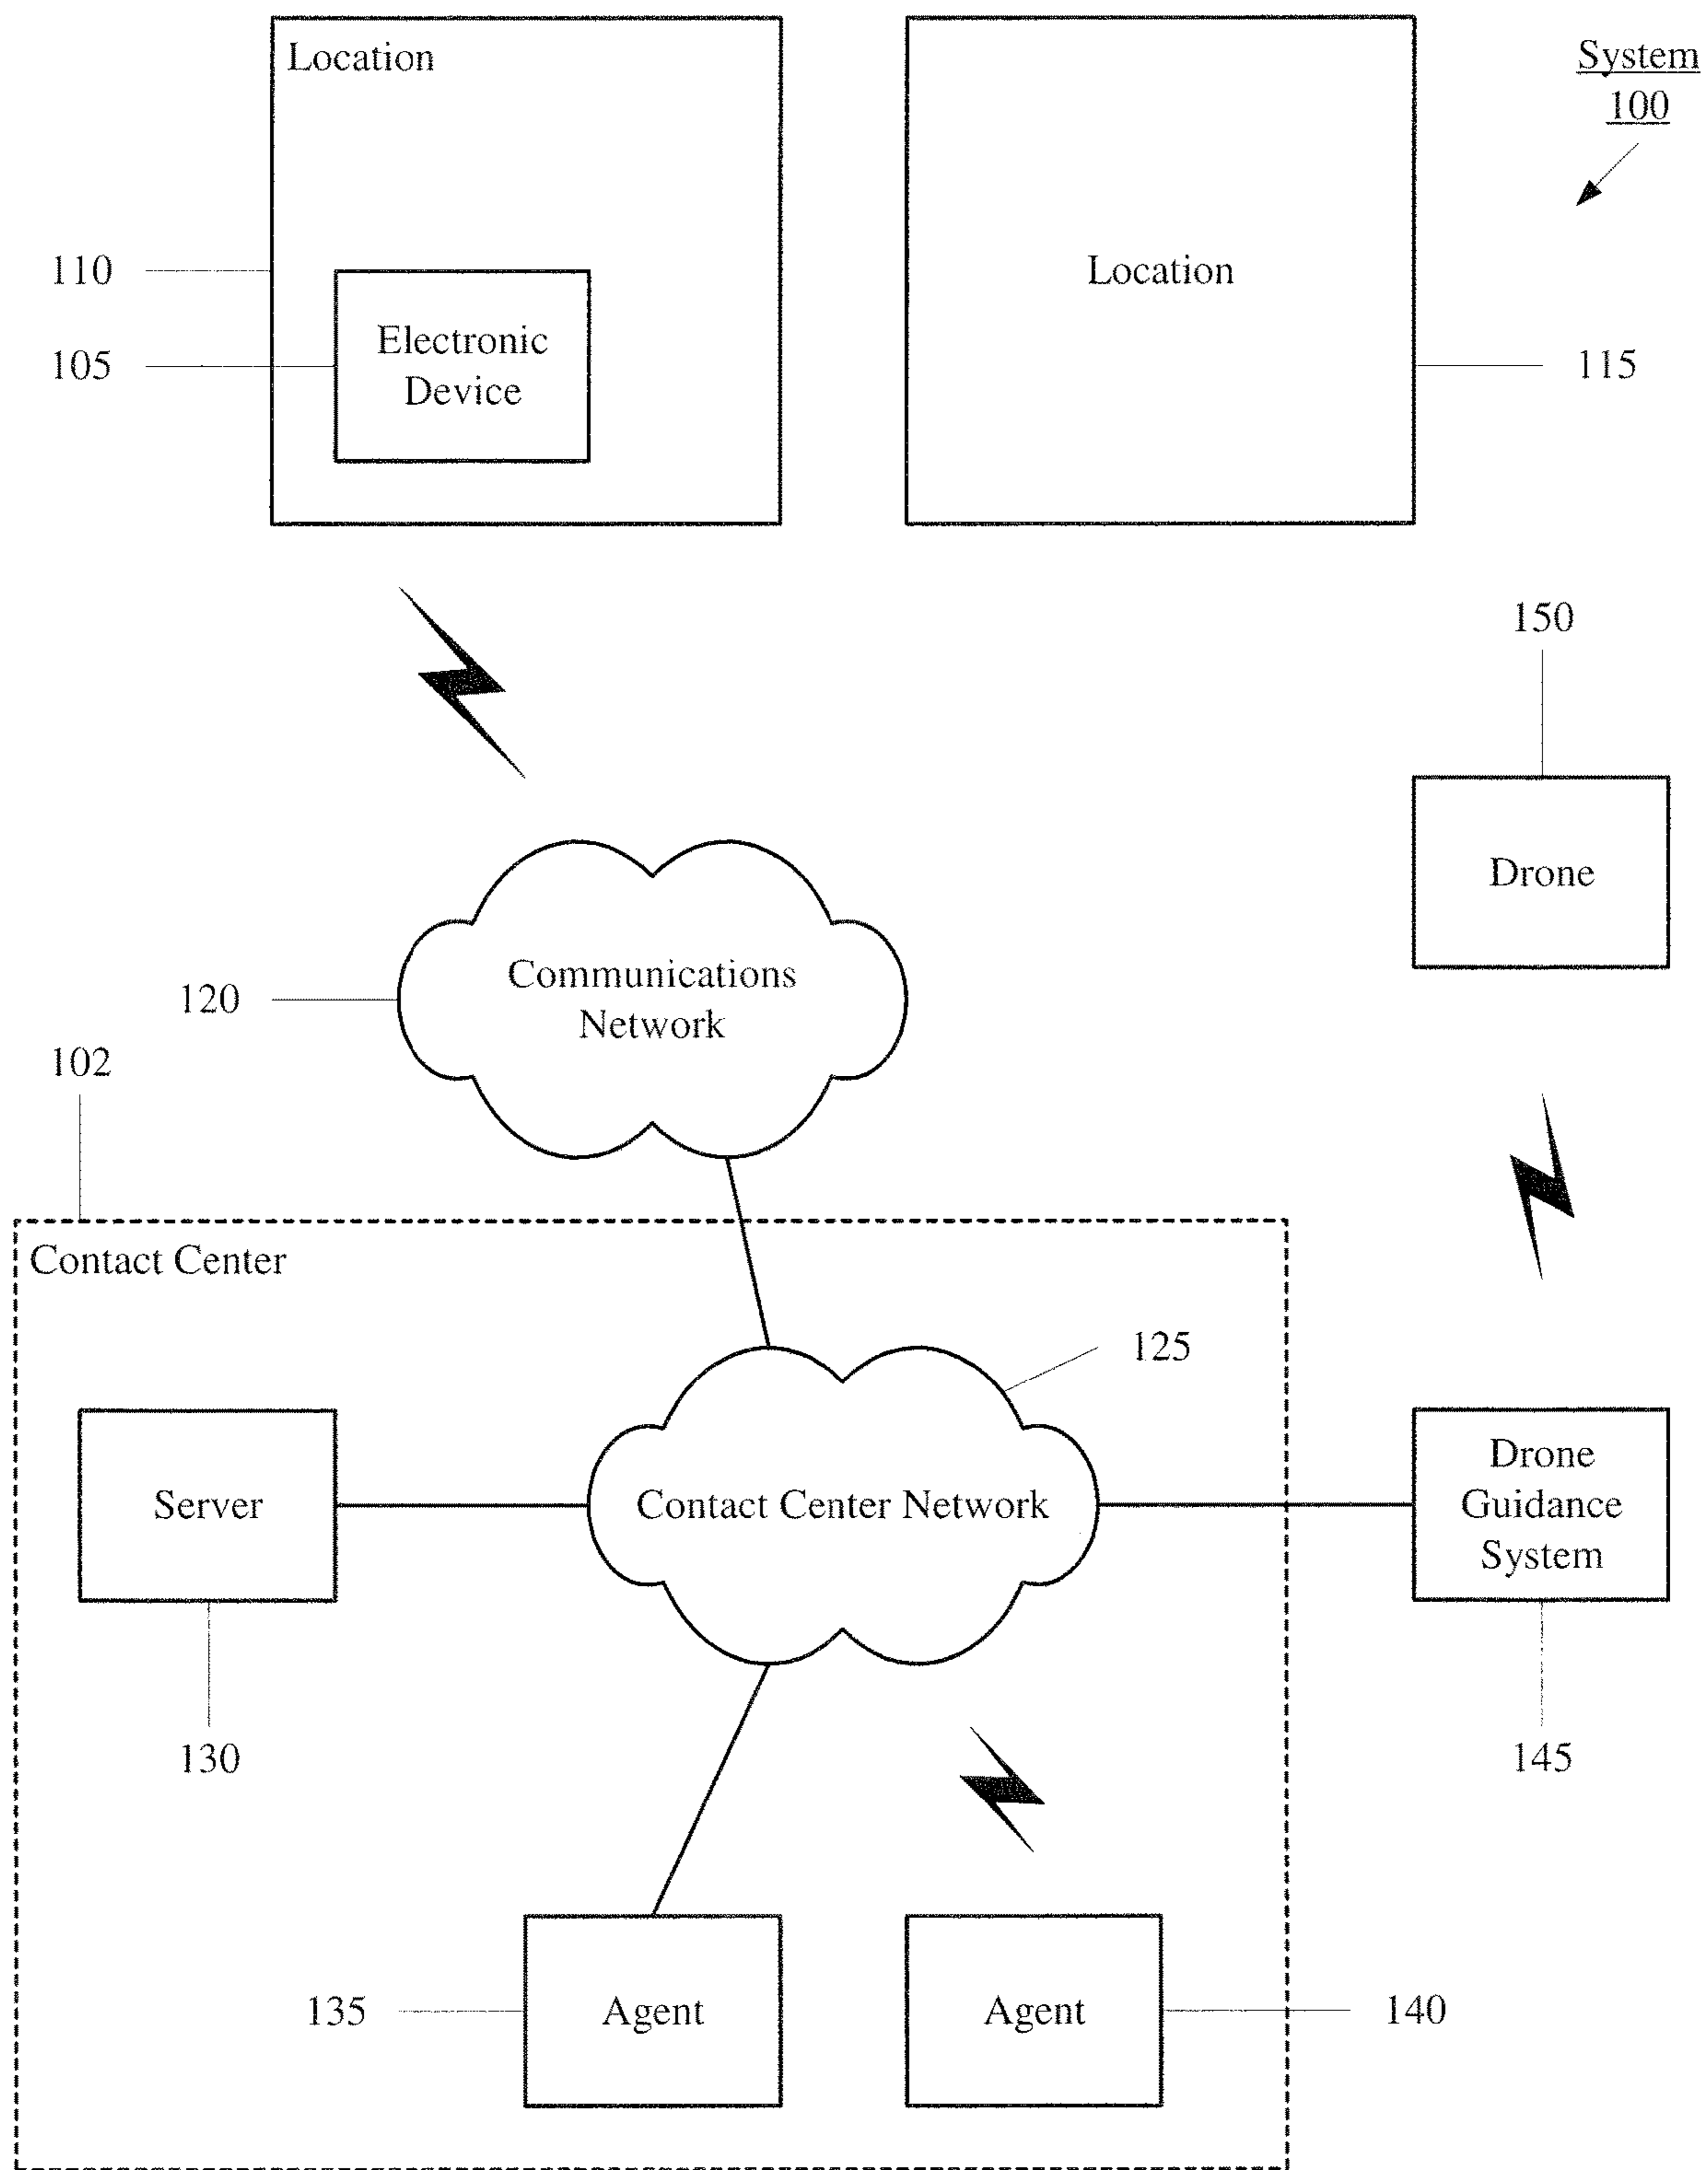 Location
System
100
110
Location
Electronic
Device
105
115
150
Drone
Communications
Network
120
102
Contact Center
125
Server
Contact Center Network
Drone
Guidance
System
130
145
135
Agent
Agent
140